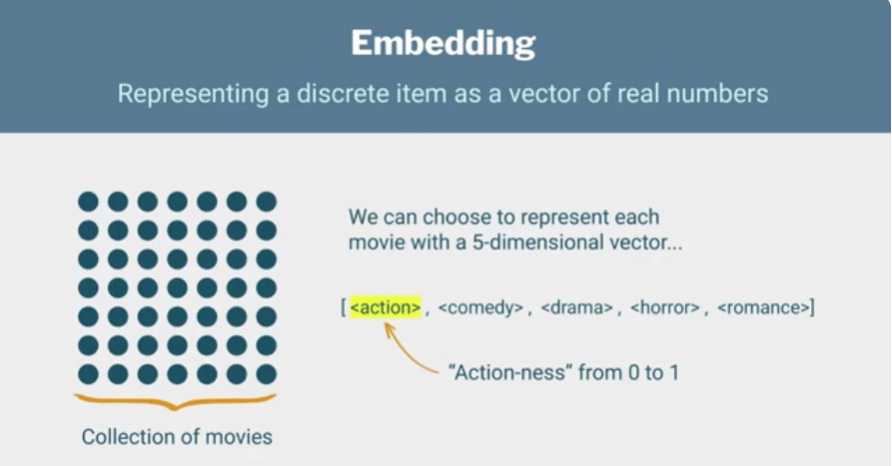 Embedding
Representing a discrete item as a vector of real numbers
We can choose to represent each
movie with a 5-dimensional vector...
[ <action> , <comedy> , <drama> , <horror> , <romance>]
“Action-ness” from 0 to 1
Collection of movies